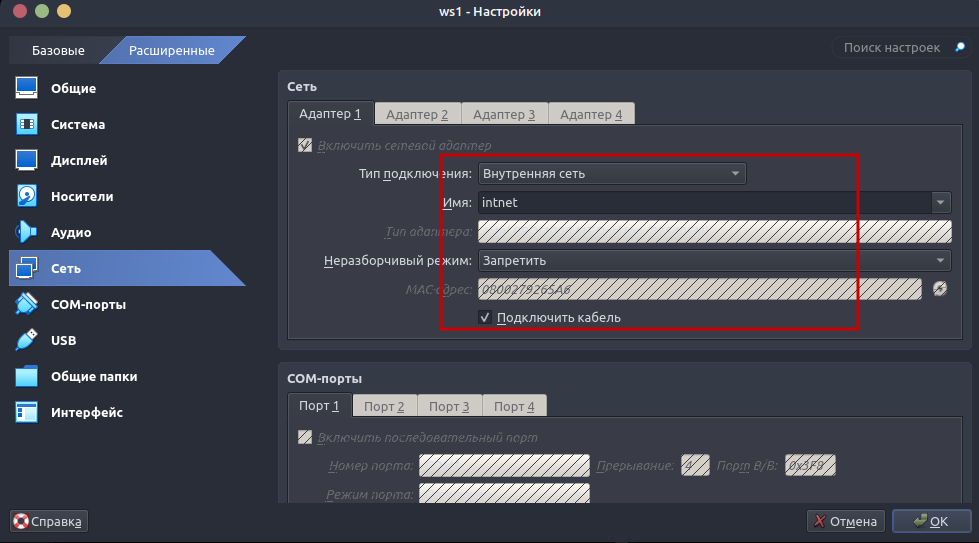 ws1 - Настройки
Базовые
Расширенные
Поиск настроек
Общие
Система
Дисплей
Носители
Аудио
Сеть
COM-порты
USB
Общие папки
Интерфейс
Сеть
Адаптер 1
Адаптер 2
Адаптер 3
Адаптер 4
Включить сетевой адаптер
Тип подключения: Внутренняя сеть
Имя: intnet
Тип адаптера:
Неразборчивый режим: Запретить
MAC-адрес: 0800279265A6
Подключить кабель
COM-порты
Порт 1
Порт 2
Порт 3
Порт 4
Включить последовательный порт
Номер порта:
Прерывание: 4
Порт В/В: 0x3F8
Режим порта:
Справка
Отмена
OK